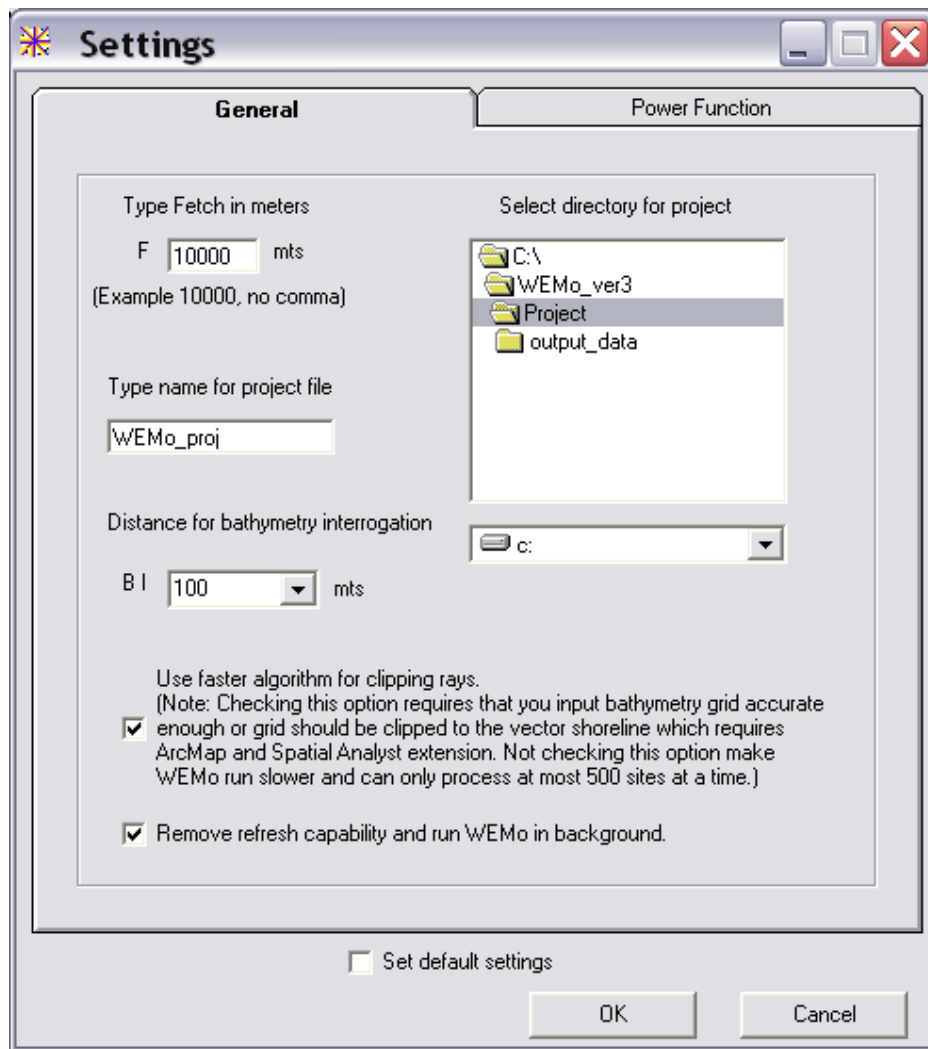 Settings
General
Power Function
Type Fetch in meters
F 10000 mts
(Example 10000, no comma)
Select directory for project
C:\
WEMo_ver3
Project
output_data
Type name for project file
WEMo_proj
c:
Distance for bathymetry interrogation
B I 100 mts
Use faster algorithm for clipping rays.
(Note: Checking this option requires that you input bathymetry grid accurate
enough or grid should be clipped to the vector shoreline which requires
ArcMap and Spatial Analyst extension. Not checking this option make
WEMo run slower and can only process at most 500 sites at a time.)
Remove refresh capability and run WEMo in background.
Set default settings
OK
Cancel